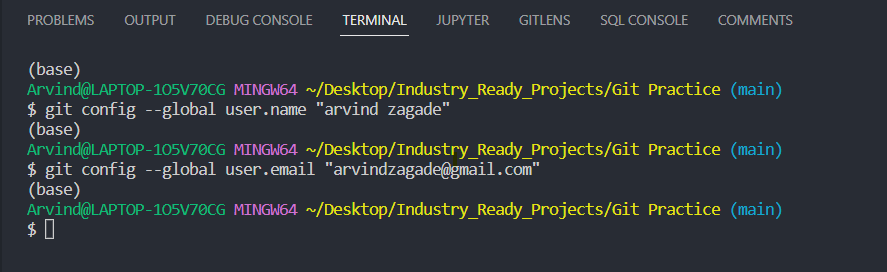 PROBLEMS OUTPUT DEBUG CONSOLE TERMINAL JUPYTER GITLENS SQL CONSOLE COMMENTS
(base)
Arvind@LAPTOP-1O5V70CG MINGW64 ~/Desktop/Industry_Ready_Projects/Git Practice (main)
$ git config --global user.name "arvind zagade"
(base)
Arvind@LAPTOP-1O5V70CG MINGW64 ~/Desktop/Industry_Ready_Projects/Git Practice (main)
$ git config --global user.email "arvindzagade@gmail.com"
(base)
Arvind@LAPTOP-1O5V70CG MINGW64 ~/Desktop/Industry_Ready_Projects/Git Practice (main)
$